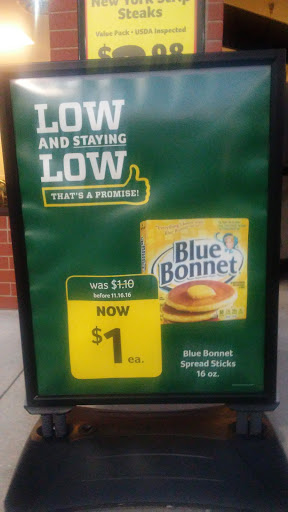 New York Strip
Steaks
Value Pack • USDA Inspected
LOW
AND STAYING
LOW
THAT'S A PROMISE!
Blue
Bonnet
was $1.10
before 11.16.16
NOW
$1 ea.
Blue Bonnet
Spread Sticks
16 oz.